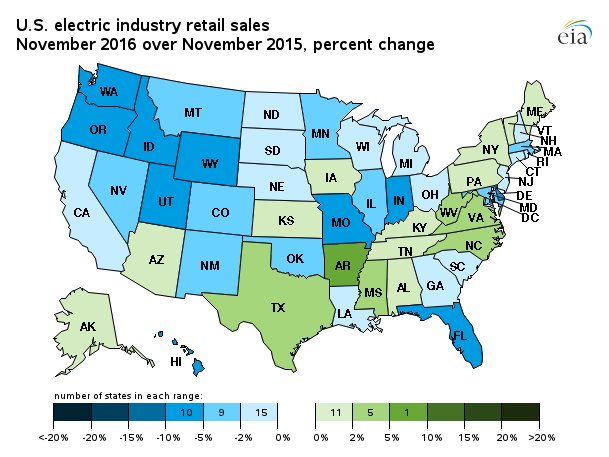 U.S. electric industry retail sales
November 2016 over November 2015, percent change
eia
WA
MT
ND
MN
ME
OR
ID
WY
SD
WI
MI
NY
VT
NH
MA
RI
CT
NJ
NV
UT
CO
NE
IA
IL
IN
OH
PA
DE
MD
DC
CA
AZ
NM
KS
MO
KY
WV
VA
OK
AR
TN
NC
SC
TX
MS
AL
GA
LA
FL
AK
HI
number of states in each range:
10 9 15 11 5 1
<-20% -20% -15% -10% -5% -2% 0% 0% 2% 5% 10% 15% 20% >20%